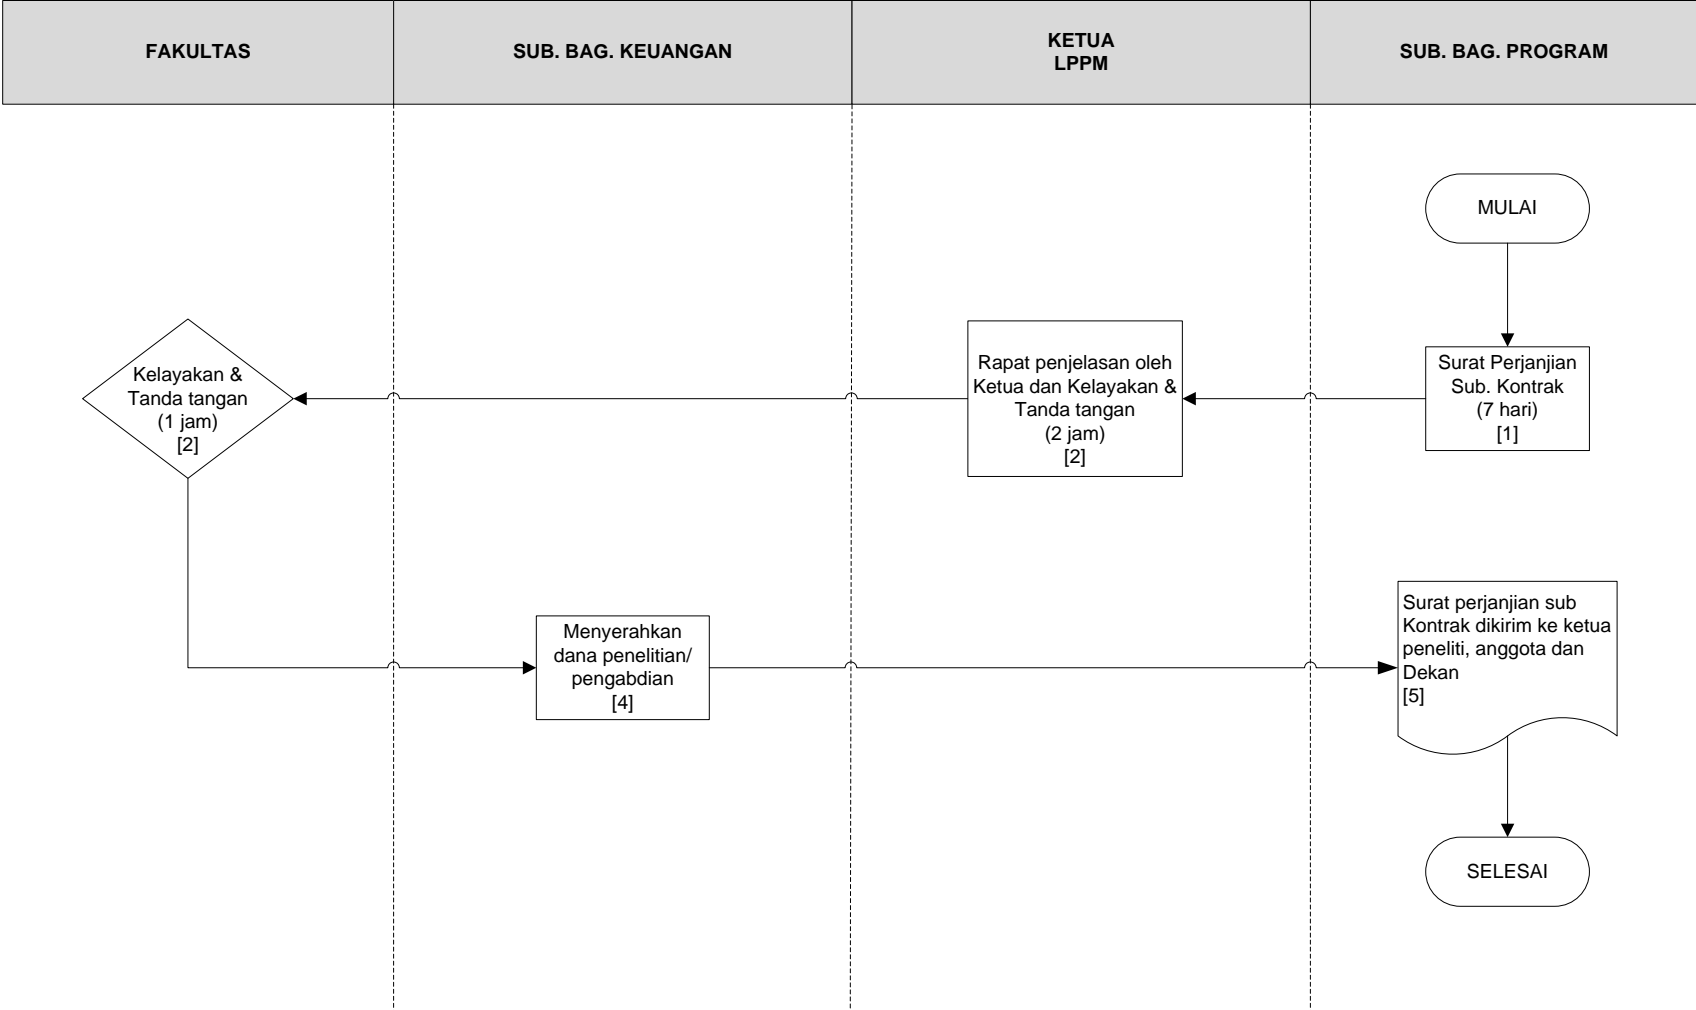 FAKULTAS
SUB. BAG. KEUANGAN
KETUA
LPPM
SUB. BAG. PROGRAM
MULAI
Kelayakan &
Tanda tangan
(1 jam)
[2]
Rapat penjelasan oleh
Ketua dan Kelayakan &
Tanda tangan
(2 jam)
[2]
Surat Perjanjian
Sub. Kontrak
(7 hari)
[1]
Menyerahkan
dana penelitian/
pengabdian
[4]
Surat perjanjian sub
Kontrak dikirim ke ketua
peneliti, anggota dan
Dekan
[5]
SELESAI